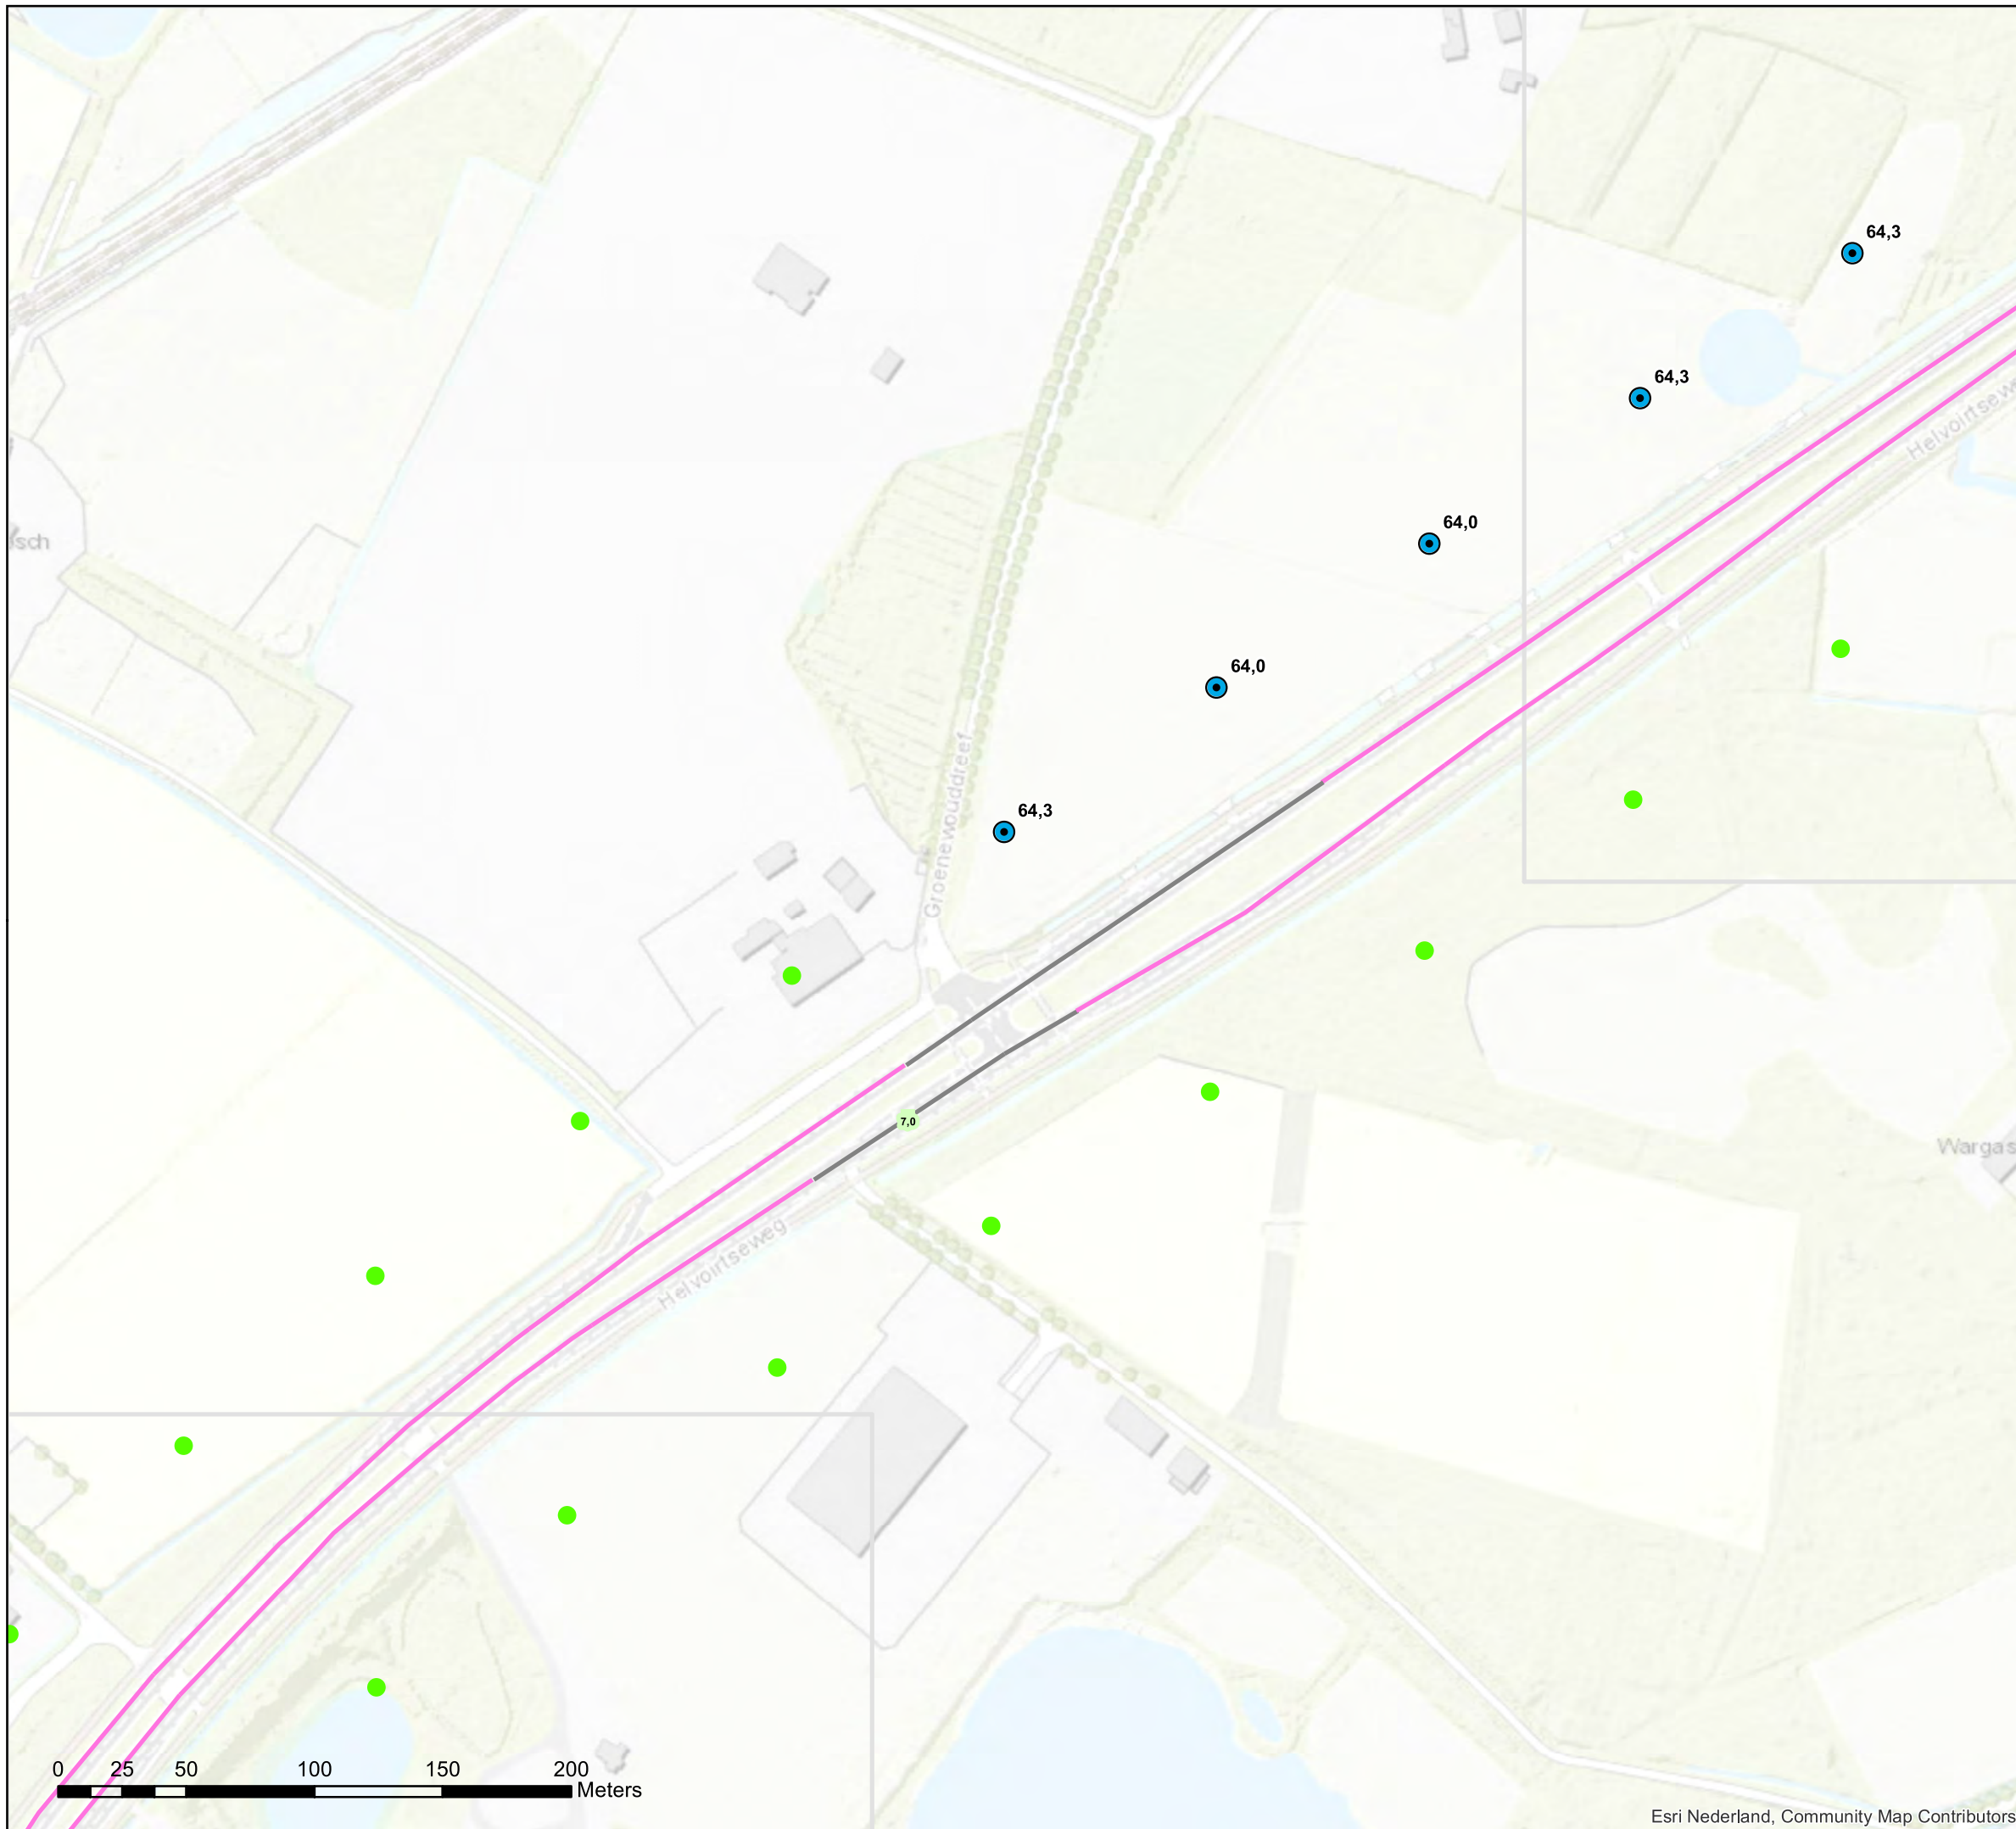 64,3
64,3
Helvoirtsew
64,0
sch
64,0
Groenewouddreef
64,3
7,0
Wargas
Helvoirtseweg
0 25 50 100 150 200
Meters
Esri Nederland, Community Map Contributors